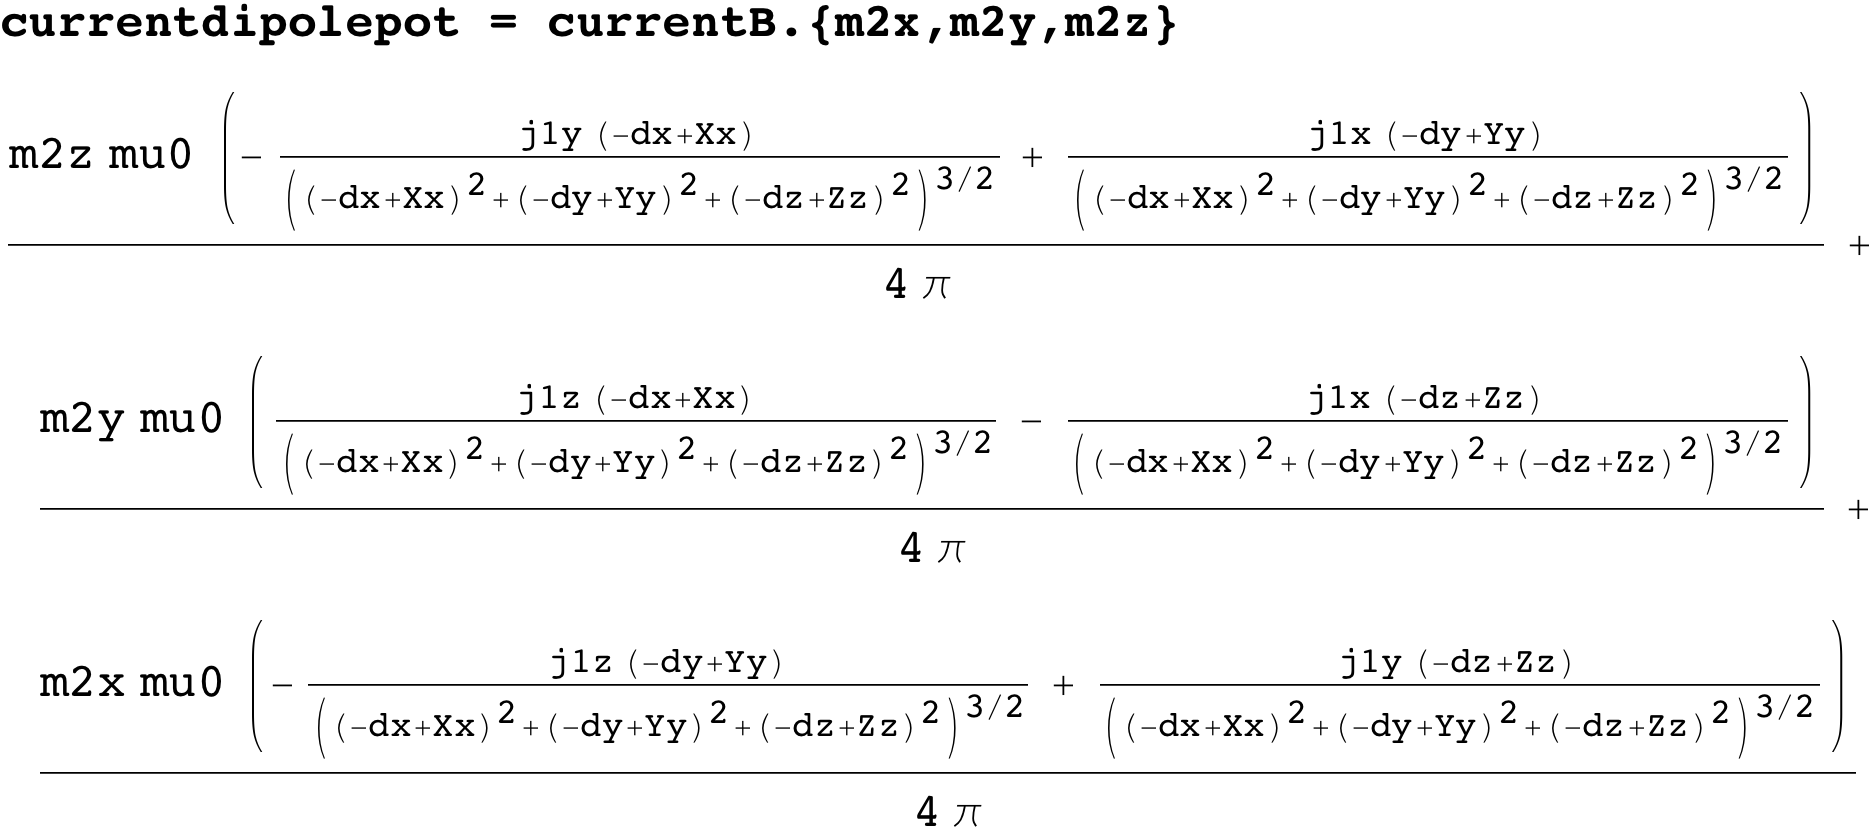 currentdipolepot = currentB.{m2x,m2y,m2z}
m2z mu0 (- j1y (-dx+Xx) / ((-dx+Xx)^2+(-dy+Yy)^2+(-dz+Zz)^2)^3/2 + j1x (-dy+Yy) / ((-dx+Xx)^2+(-dy+Yy)^2+(-dz+Zz)^2)^3/2) +
4 π
m2y mu0 (j1z (-dx+Xx) / ((-dx+Xx)^2+(-dy+Yy)^2+(-dz+Zz)^2)^3/2 - j1x (-dz+Zz) / ((-dx+Xx)^2+(-dy+Yy)^2+(-dz+Zz)^2)^3/2) +
4 π
m2x mu0 (- j1z (-dy+Yy) / ((-dx+Xx)^2+(-dy+Yy)^2+(-dz+Zz)^2)^3/2 + j1y (-dz+Zz) / ((-dx+Xx)^2+(-dy+Yy)^2+(-dz+Zz)^2)^3/2)
4 π